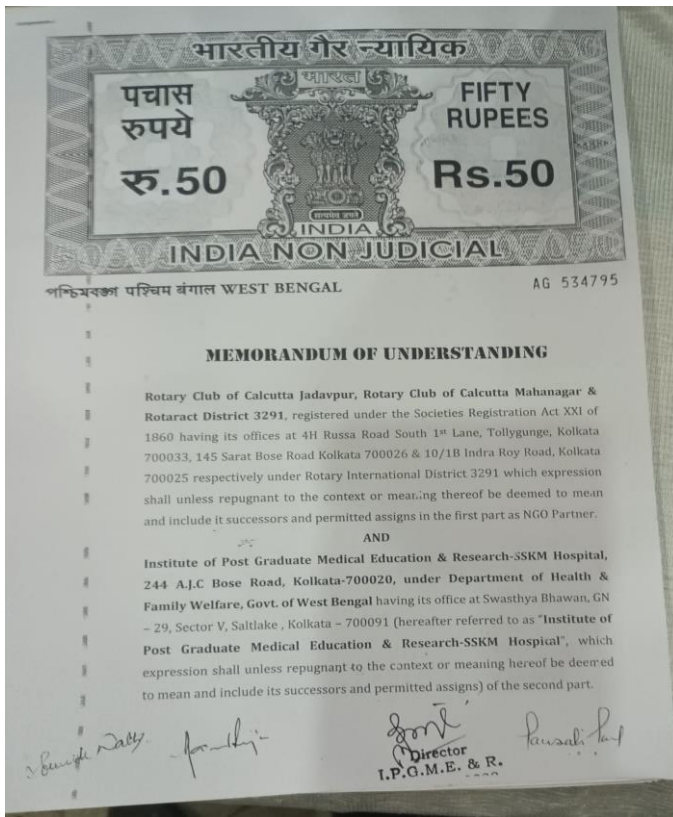 भारतीय गैर न्यायिक
भारत
पचास
रुपये
रु.50
FIFTY
RUPEES
Rs.50
सत्यमेव जयते
INDIA
INDIA NON JUDICIAL
পশ্চিমবঙ্গ पश्चिम बंगाल WEST BENGAL
AG 534795
MEMORANDUM OF UNDERSTANDING
Rotary Club of Calcutta Jadavpur, Rotary Club of Calcutta Mahanagar &
Rotaract District 3291, registered under the Societies Registration Act XXI of
1860 having its offices at 4H Russa Road South 1st Lane, Tollygunge, Kolkata
700033, 145 Sarat Bose Road Kolkata 700026 & 10/1B Indra Roy Road, Kolkata
700025 respectively under Rotary International District 3291 which expression
shall unless repugnant to the context or meaning thereof be deemed to mean
and include it successors and permitted assigns in the first part as NGO Partner.
AND
Institute of Post Graduate Medical Education & Research-SSKM Hospital,
244 A.J.C Bose Road, Kolkata-700020, under Department of Health &
Family Welfare, Govt. of West Bengal having its office at Swasthya Bhawan, GN
– 29, Sector V, Saltlake , Kolkata – 700091 (hereafter referred to as "Institute of
Post Graduate Medical Education & Research-SSKM Hospical", which
expression shall unless repugnant to the context or meaning hereof be deemed
to mean and include its successors and permitted assigns) of the second part.
Director
I.P.G.M.E. & R.